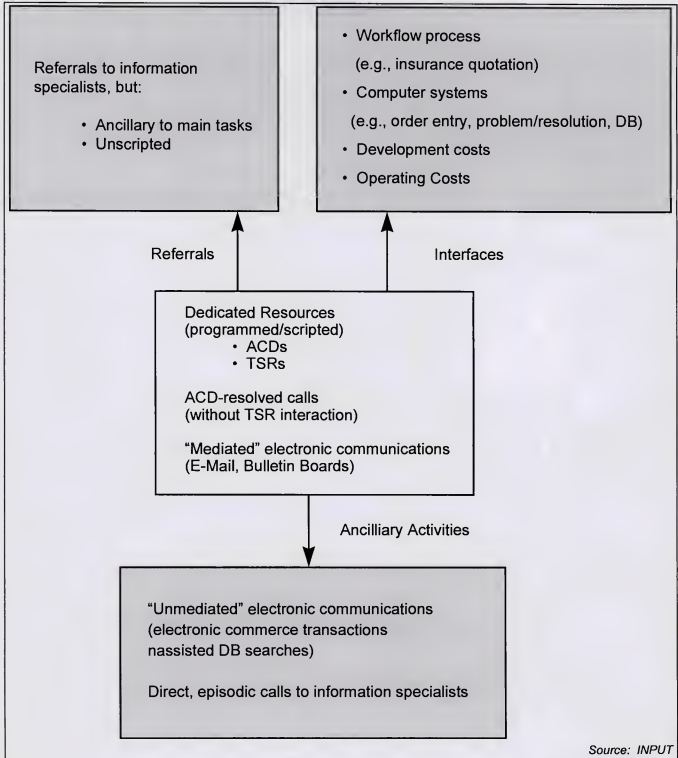 Referrals to information
specialists, but:
• Ancillary to main tasks
• Unscripted
• Workflow process
(e.g., insurance quotation)
• Computer systems
(e.g., order entry, problem/resolution, DB)
• Development costs
• Operating Costs
Referrals
Interfaces
Dedicated Resources
(programmed/scripted)
• ACDs
• TSRs
ACD-resolved calls
(without TSR interaction)
“Mediated” electronic communications
(E-Mail, Bulletin Boards)
Ancilliary Activities
“Unmediated” electronic communications
(electronic commerce transactions
nassisted DB searches)
Direct, episodic calls to information specialists
Source: INPUT